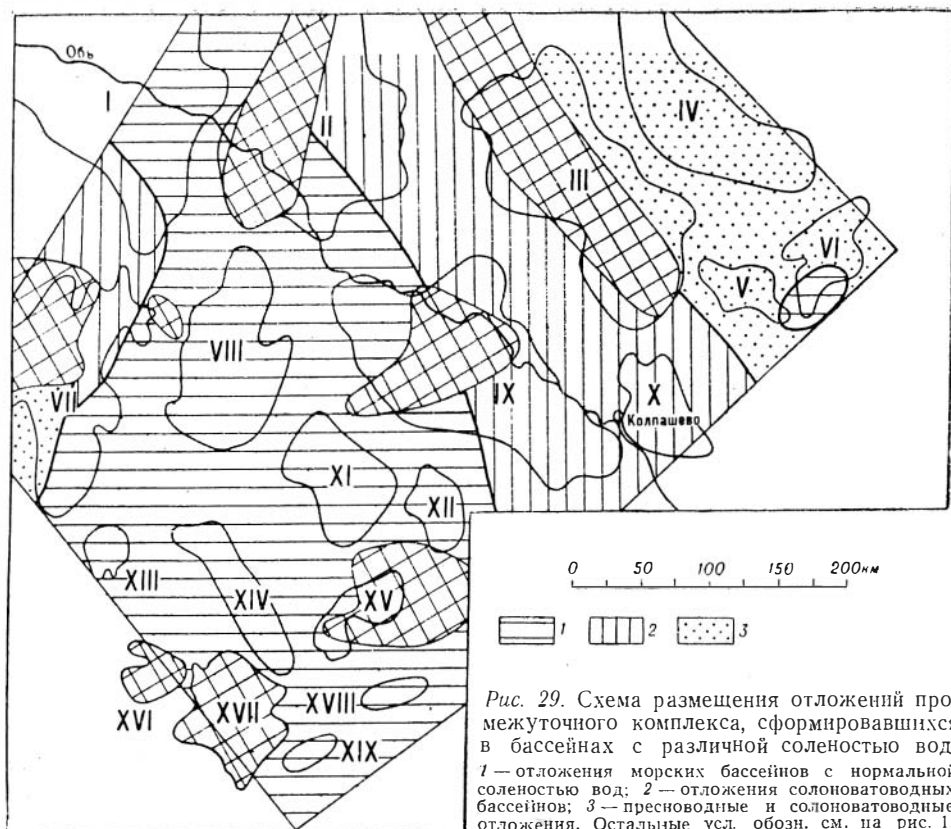 Обь
I
II
III
IV
V
VI
VII
VIII
IX
X
Колпашево
XI
XII
XIII
XIV
XV
XVI
XVII
XVIII
XIX
0 50 100 150 200км
1 2 3
Рис. 29. Схема размещения отложений про
межуточного комплекса, сформировавшихс
в бассейнах с различной соленостью вод
1 — отложения морских бассейнов с нормальной
соленостью вод; 2 — отложения солоноватоводных
бассейнов; 3 — пресноводные и солоноватоводные
отложения. Остальные усл. обозн. см. на рис. 1